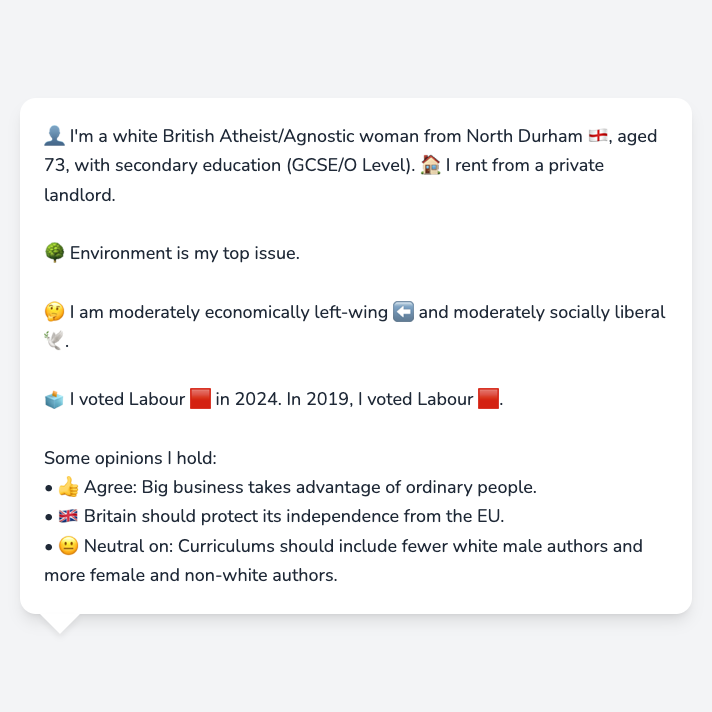 👤 I'm a white British Atheist/Agnostic woman from North Durham 🏴󠁧󠁢󠁥󠁮󠁧󠁿, aged
73, with secondary education (GCSE/O Level). 🏠 I rent from a private
landlord.
🌳 Environment is my top issue.
🤔 I am moderately economically left-wing ⬅️ and moderately socially liberal
🕊️.
🗳️ I voted Labour 🟥 in 2024. In 2019, I voted Labour 🟥.
Some opinions I hold:
• 👍 Agree: Big business takes advantage of ordinary people.
• 🇬🇧 Britain should protect its independence from the EU.
• 😐 Neutral on: Curriculums should include fewer white male authors and
more female and non-white authors.